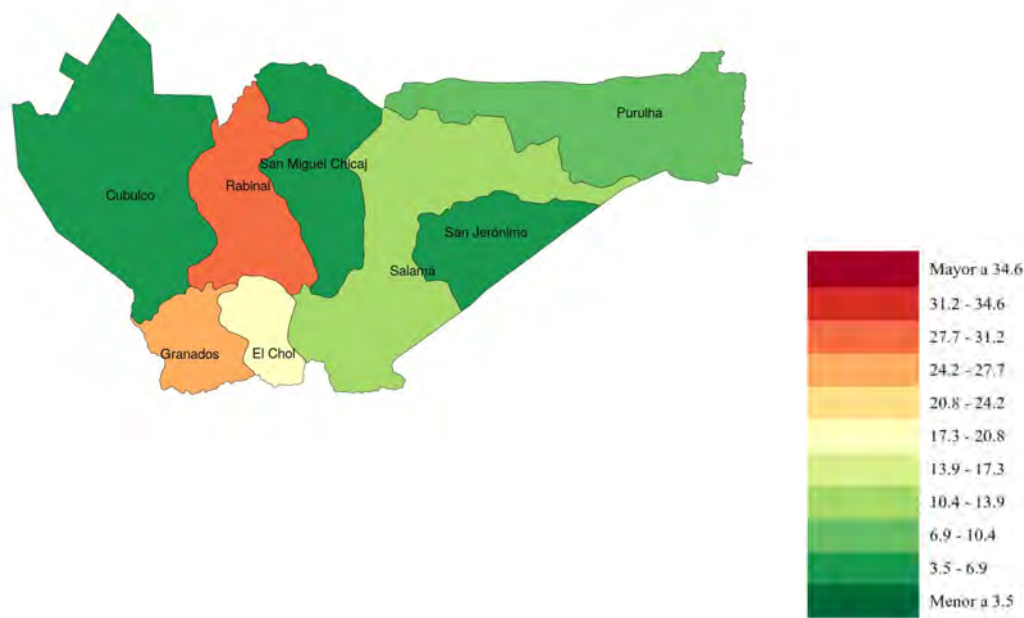 Purulha
San Miguel Chicaj
Rabinal
Cubulco
San Jerónimo
Salamá
Granados
El Chol
Mayor a 34.6
31.2 - 34.6
27.7 - 31.2
24.2 - 27.7
20.8 - 24.2
17.3 - 20.8
13.9 - 17.3
10.4 - 13.9
6.9 - 10.4
3.5 - 6.9
Menor a 3.5